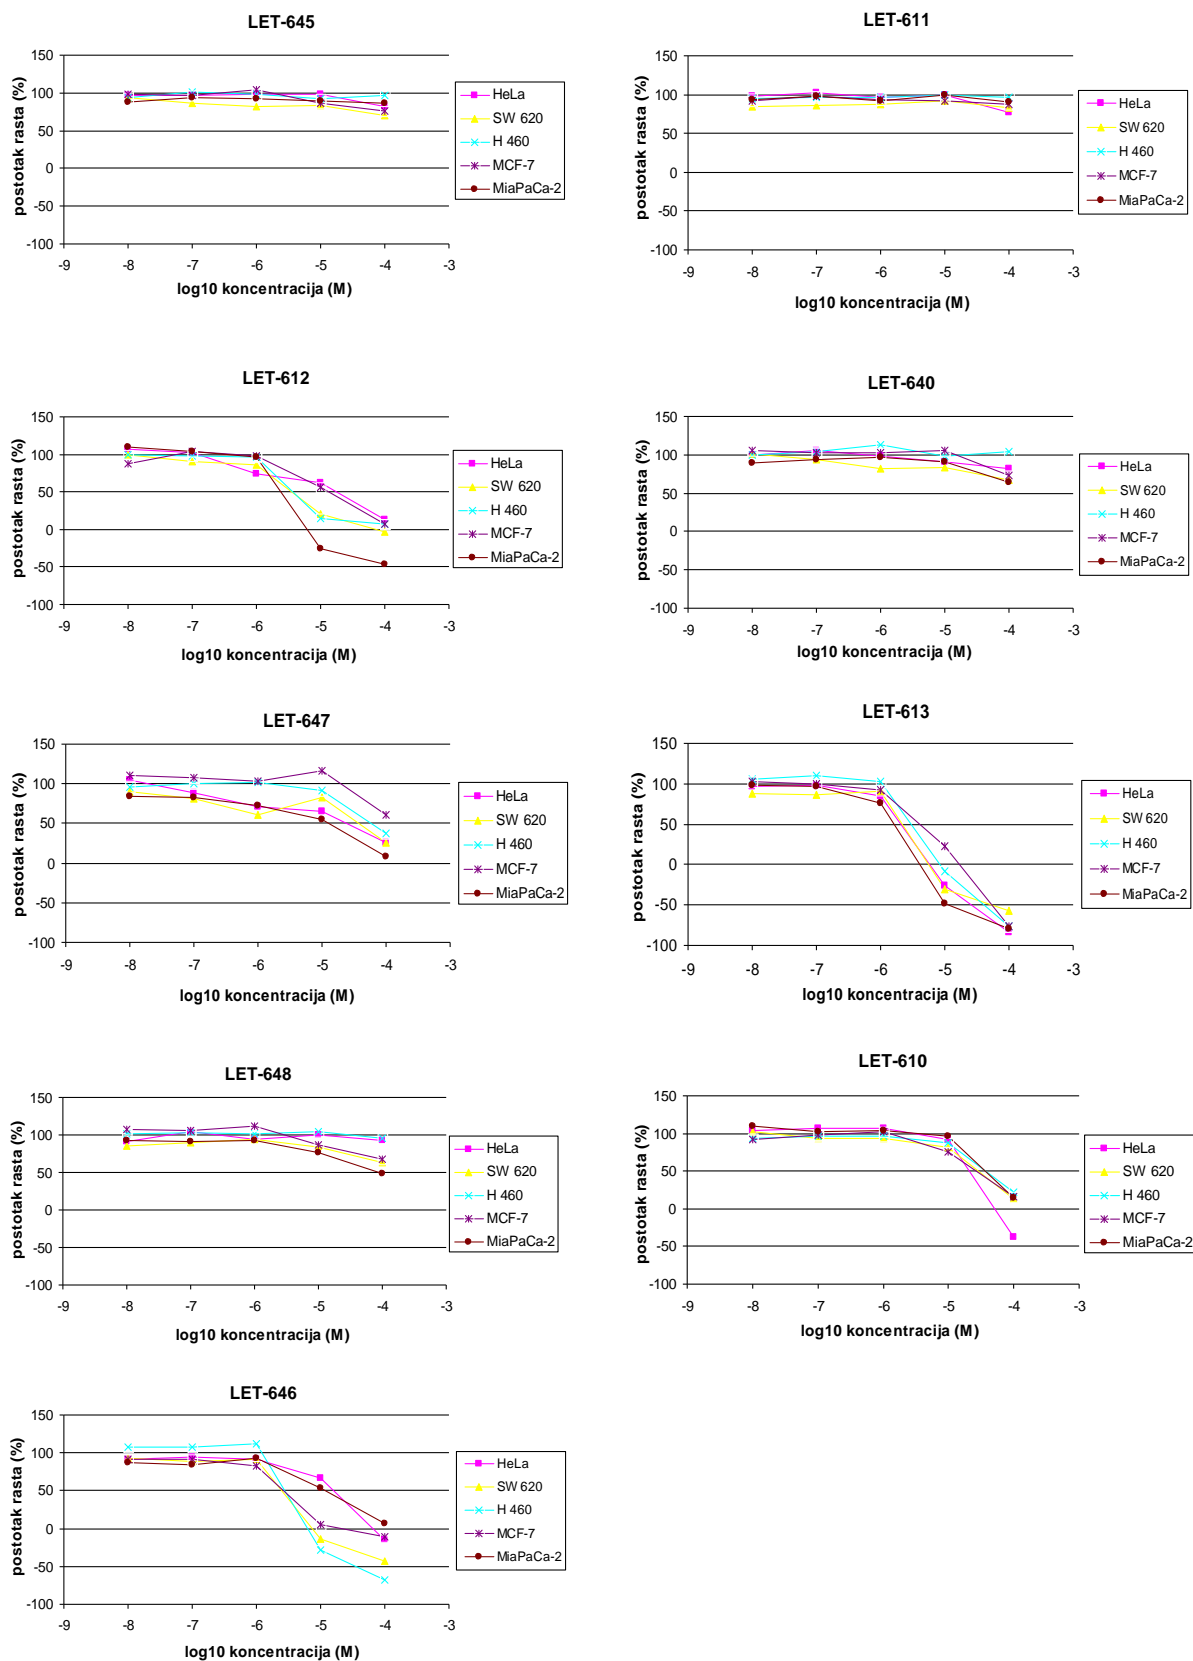 LET-645
postotak rasta (%)
150
100
50
0
-50
-100
-9 -8 -7 -6 -5 -4 -3
log10 koncentracija (M)
HeLa
SW 620
H 460
MCF-7
MiaPaCa-2
LET-611
postotak rasta (%)
150
100
50
0
-50
-100
-9 -8 -7 -6 -5 -4 -3
log10 koncentracija (M)
HeLa
SW 620
H 460
MCF-7
MiaPaCa-2
LET-612
postotak rasta (%)
150
100
50
0
-50
-100
-9 -8 -7 -6 -5 -4 -3
log10 koncentracija (M)
HeLa
SW 620
H 460
MCF-7
MiaPaCa-2
LET-640
postotak rasta (%)
150
100
50
0
-50
-100
-9 -8 -7 -6 -5 -4 -3
log10 koncentracija (M)
HeLa
SW 620
H 460
MCF-7
MiaPaCa-2
LET-647
postotak rasta (%)
150
100
50
0
-50
-100
-9 -8 -7 -6 -5 -4 -3
log10 koncentracija (M)
HeLa
SW 620
H 460
MCF-7
MiaPaCa-2
LET-613
postotak rasta (%)
150
100
50
0
-50
-100
-9 -8 -7 -6 -5 -4 -3
log10 koncentracija (M)
HeLa
SW 620
H 460
MCF-7
MiaPaCa-2
LET-648
postotak rasta (%)
150
100
50
0
-50
-100
-9 -8 -7 -6 -5 -4 -3
log10 koncentracija (M)
HeLa
SW 620
H 460
MCF-7
MiaPaCa-2
LET-610
postotak rasta (%)
150
100
50
0
-50
-100
-9 -8 -7 -6 -5 -4 -3
log10 koncentracija (M)
HeLa
SW 620
H 460
MCF-7
MiaPaCa-2
LET-646
postotak rasta (%)
150
100
50
0
-50
-100
-9 -8 -7 -6 -5 -4 -3
log10 koncentracija (M)
HeLa
SW 620
H 460
MCF-7
MiaPaCa-2